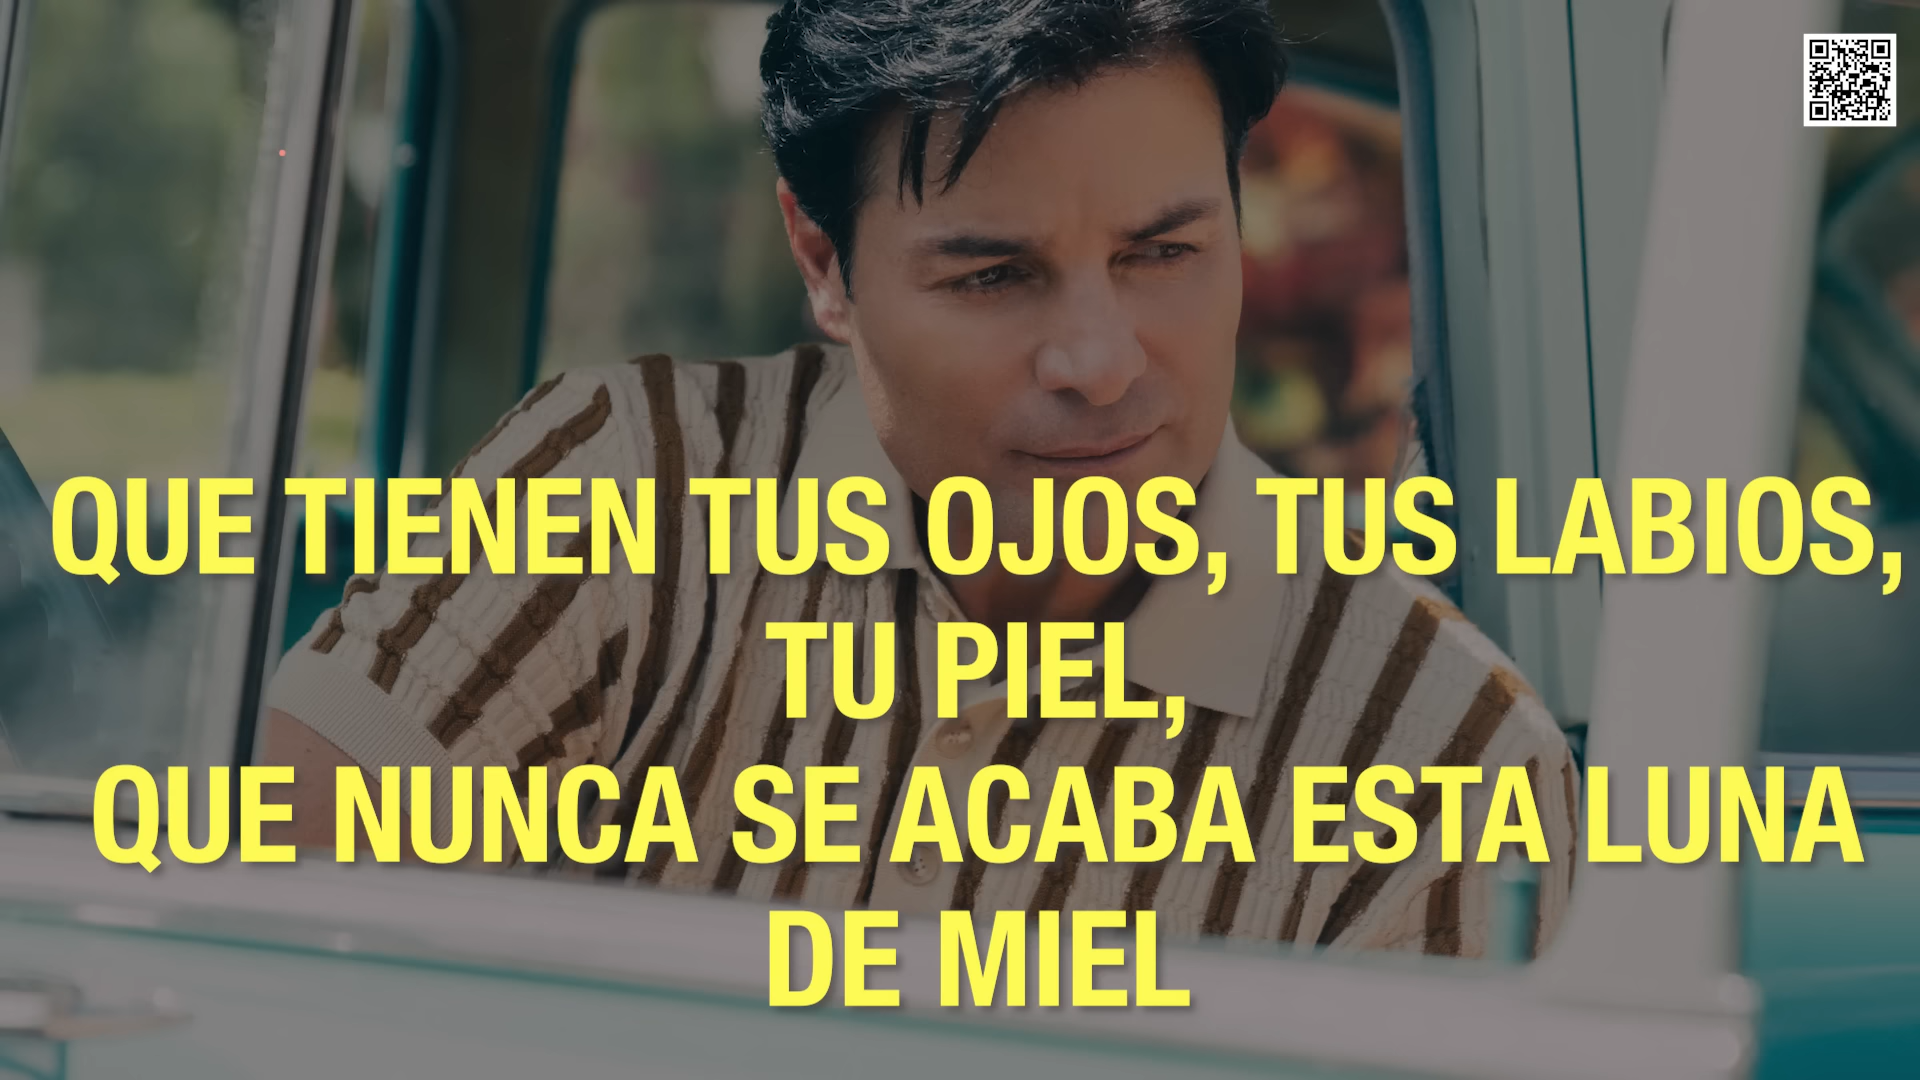 QUE TIENEN TUS OJOS, TUS LABIOS,
TU PIEL,
QUE NUNCA SE ACABA ESTA LUNA
DE MIEL